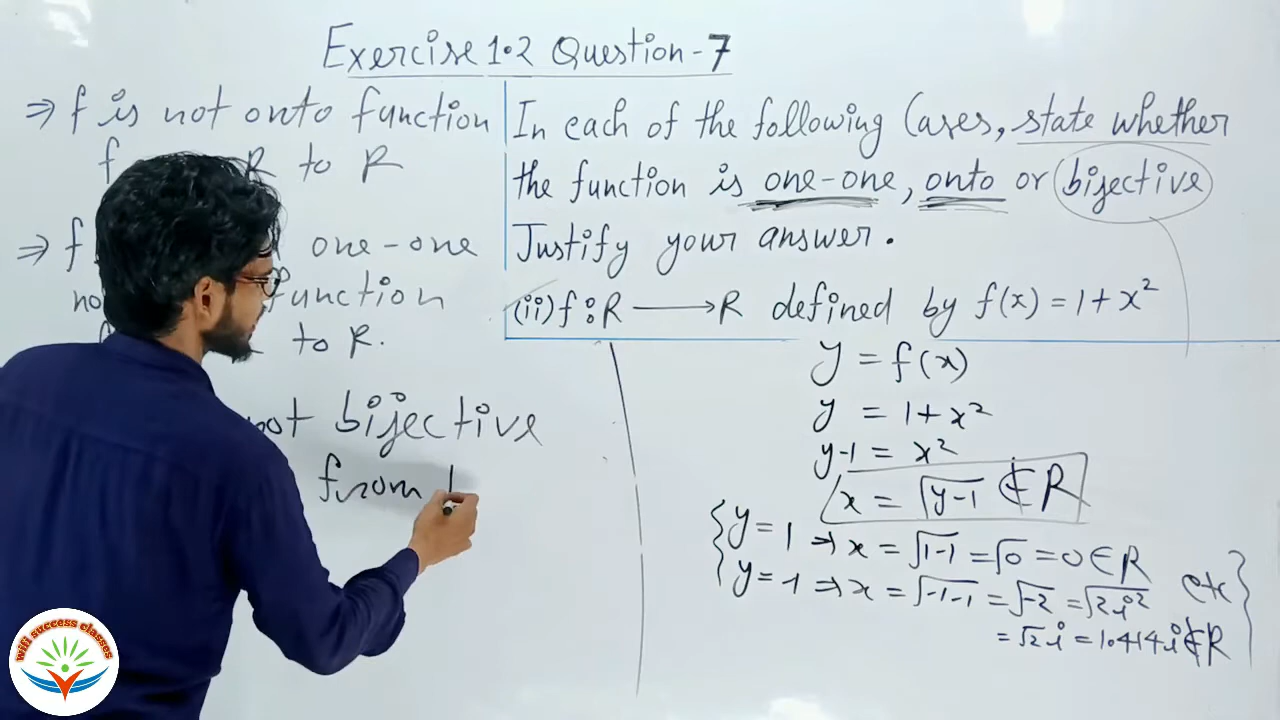 Exercise 1.2 Question-7
⇒ f is not onto function
f R to R
⇒ f one-one
function
to R.
not bijective
from
In each of the following Cases, state whether
the function is one-one, onto or bijective
Justify your answer.
(ii) f : R ⟶ R defined by f(x) = 1 + x²
y = f(x)
y = 1 + x²
y-1 = x²
x = √(y-1) ∉ R
y = 1 ⇒ x = √(1-1) = √0 = 0 ∈ R
y = -1 ⇒ x = √(-1-1) = √-2 = √(2i²) etc
= √2 i = 1.414 i ∉ R
wifi success classes